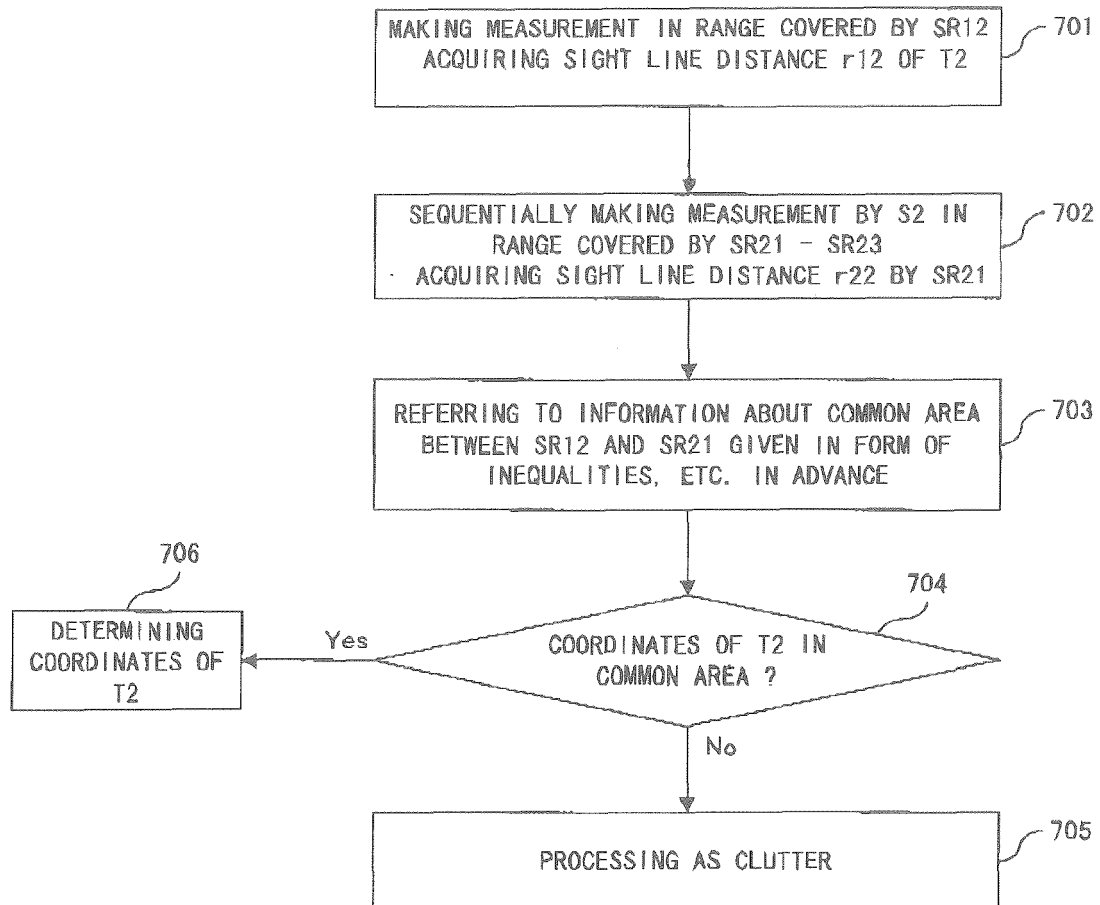 MAKING MEASUREMENT IN RANGE COVERED BY SR12
ACQUIRING SIGHT LINE DISTANCE r12 OF T2
701
SEQUENTIALLY MAKING MEASUREMENT BY S2 IN
RANGE COVERED BY SR21 - SR23
ACQUIRING SIGHT LINE DISTANCE r22 BY SR21
702
REFERRING TO INFORMATION ABOUT COMMON AREA
BETWEEN SR12 AND SR21 GIVEN IN FORM OF
INEQUALITIES, ETC. IN ADVANCE
703
COORDINATES OF T2 IN
COMMON AREA ?
704
Yes
706
DETERMINING
COORDINATES OF
T2
No
PROCESSING AS CLUTTER
705